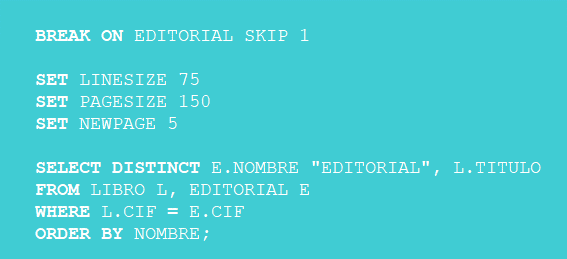 BREAK ON EDITORIAL SKIP 1
SET LINESIZE 75
SET PAGESIZE 150
SET NEWPAGE 5
SELECT DISTINCT E.NOMBRE "EDITORIAL", L.TITULO
FROM LIBRO L, EDITORIAL E
WHERE L.CIF = E.CIF
ORDER BY NOMBRE;